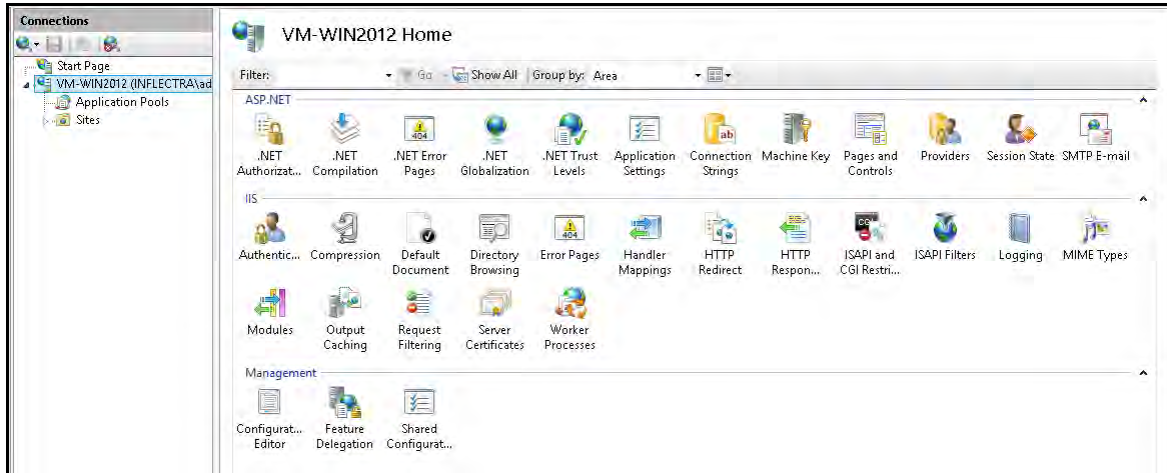 Connections
Start Page
VM-WIN2012 (INFLECTRA\ad
Application Pools
Sites
VM-WIN2012 Home
Filter: Go Show All Group by: Area
ASP.NET
.NET Authorizat...
.NET Compilation
404
.NET Error Pages
.NET Globalization
.NET Trust Levels
Application Settings
ab
Connection Strings
Machine Key
Pages and Controls
Providers
Session State
SMTP E-mail
IIS
Authentic...
Compression
Default Document
Directory Browsing
404
Error Pages
Handler Mappings
HTTP Redirect
HTTP Respon...
CGI
ISAPI and CGI Restri...
ISAPI Filters
Logging
MIME Types
Modules
Output Caching
Request Filtering
Server Certificates
Worker Processes
Management
Configurat... Editor
Feature Delegation
Shared Configurat...